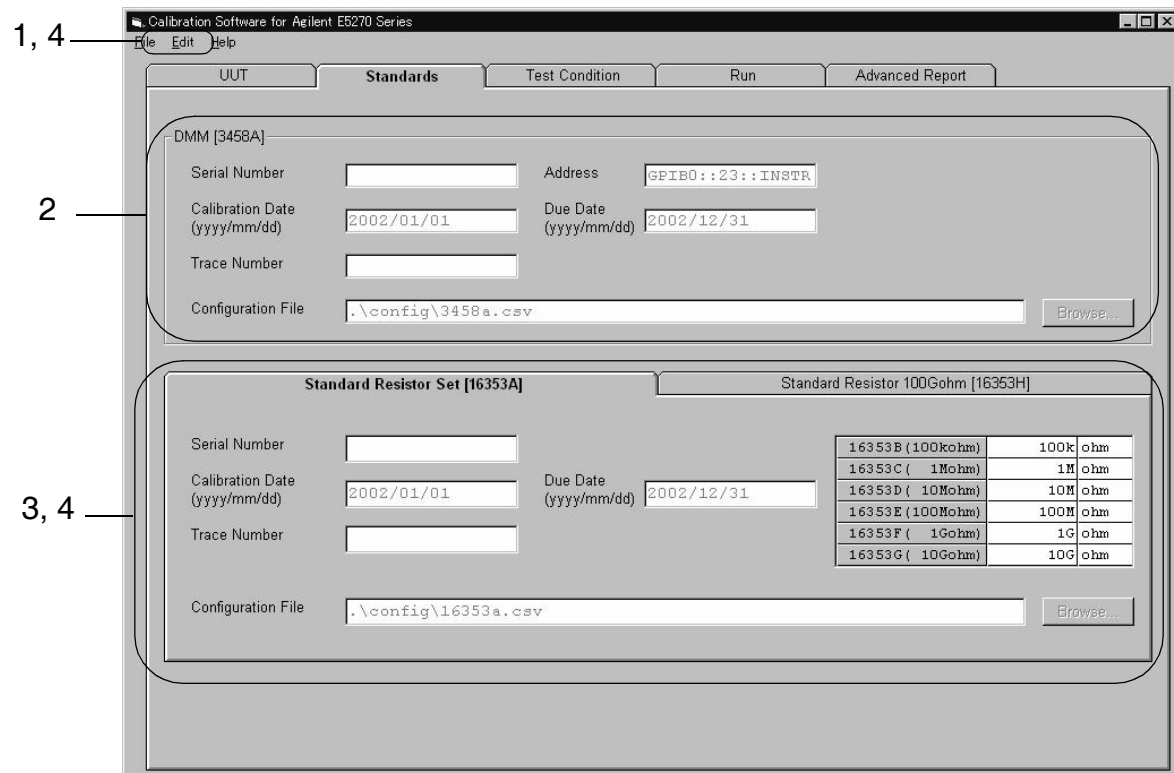 Calibration Software for Agilent E5270 Series
1, 4
File Edit Help
UUT Standards Test Condition Run Advanced Report
DMM [3458A]
Serial Number Address GPIB0::23::INSTR
2
Calibration Date (yyyy/mm/dd) 2002/01/01 Due Date (yyyy/mm/dd) 2002/12/31
Trace Number
Configuration File .\config\3458a.csv Browse...
Standard Resistor Set [16353A] Standard Resistor 100Gohm [16353H]
Serial Number
16353B(100kohm) 100k ohm
16353C( 1Mohm) 1M ohm
16353D( 10Mohm) 10M ohm
16353E(100Mohm) 100M ohm
16353F( 1Gohm) 1G ohm
16353G( 10Gohm) 10G ohm
Calibration Date (yyyy/mm/dd) 2002/01/01 Due Date (yyyy/mm/dd) 2002/12/31
3, 4
Trace Number
Configuration File .\config\16353a.csv Browse...